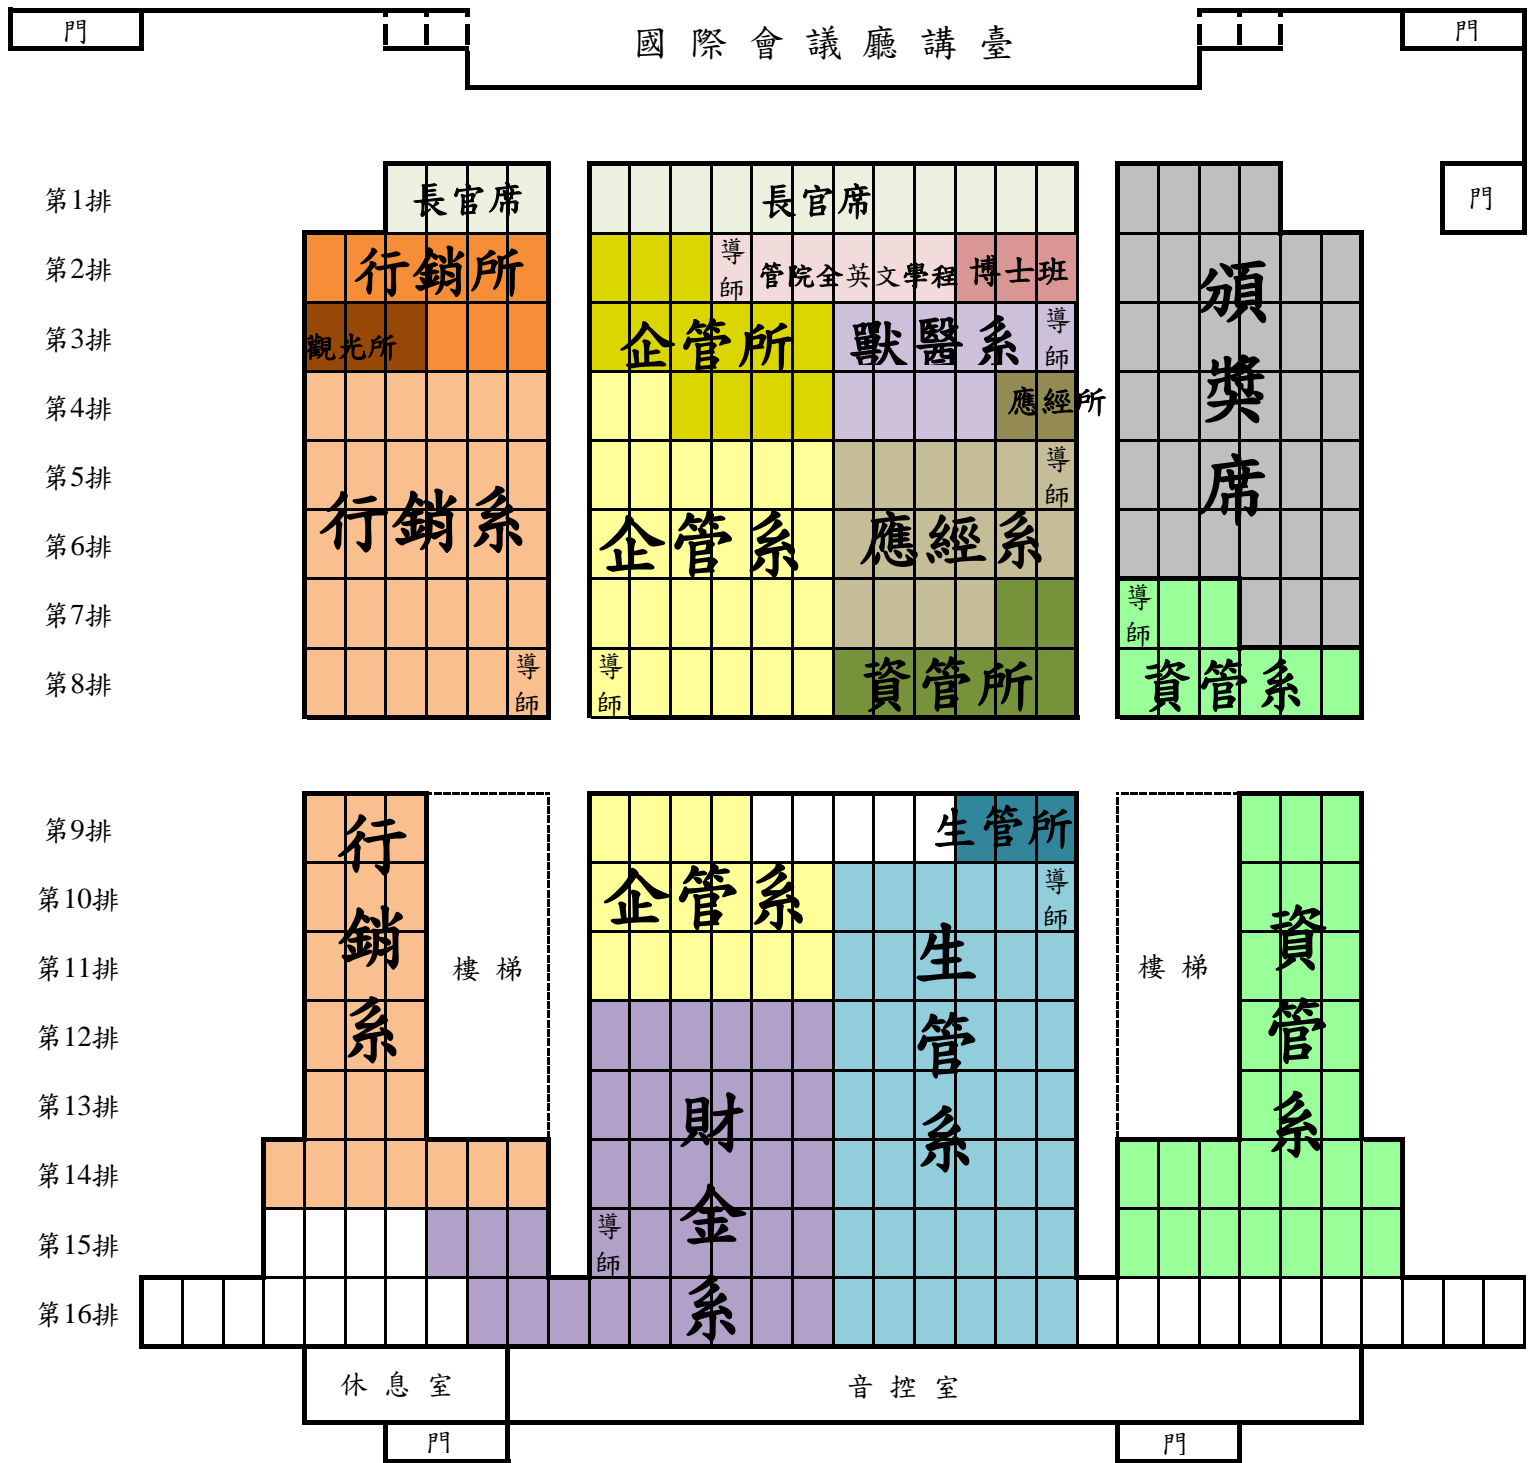 門
國際會議廳講臺
門
第1排
長官席
長官席
門
第2排
行銷所
導師
管院全英文學程
博士班
頒獎席
第3排
觀光所
企管所
獸醫系
導師
第4排
應經所
第5排
行銷系
導師
第6排
企管系
應經系
第7排
導師
第8排
導師
導師
資管所
資管系
第9排
行銷系
生管所
第10排
企管系
導師
生管系
資管系
第11排
樓梯
樓梯
第12排
第13排
財金系
第14排
第15排
導師
第16排
休息室
音控室
門
門